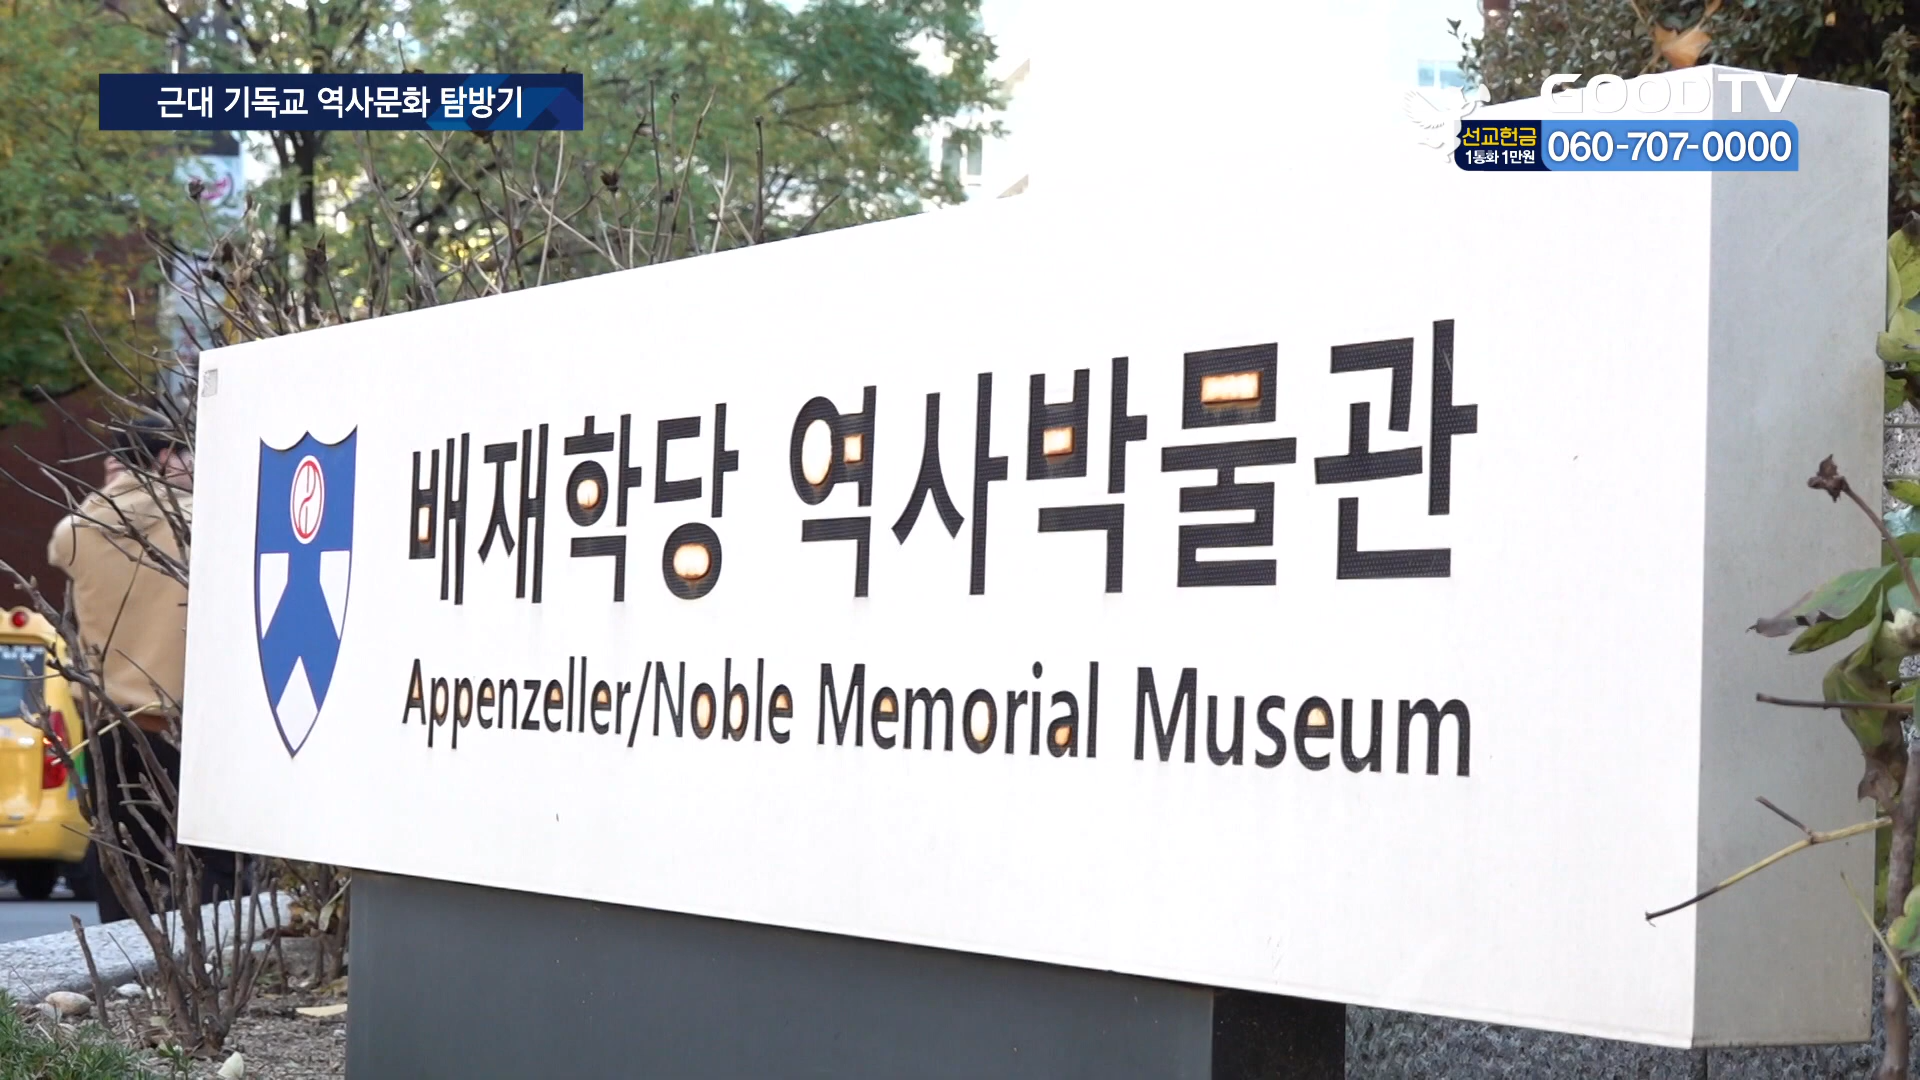 근대 기독교 역사문화 탐방기
GOODTV
선교헌금
1통화 1만원
060-707-0000
배재학당 역사박물관
Appenzeller/Noble Memorial Museum